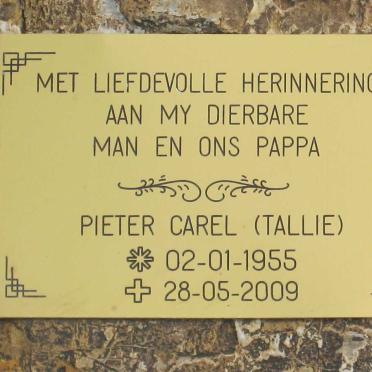 MET LIEFDEVOLLE HERINNERING
AAN MY DIERBARE
MAN EN ONS PAPPA
PIETER CAREL (TALLIE)
02-01-1955
28-05-2009